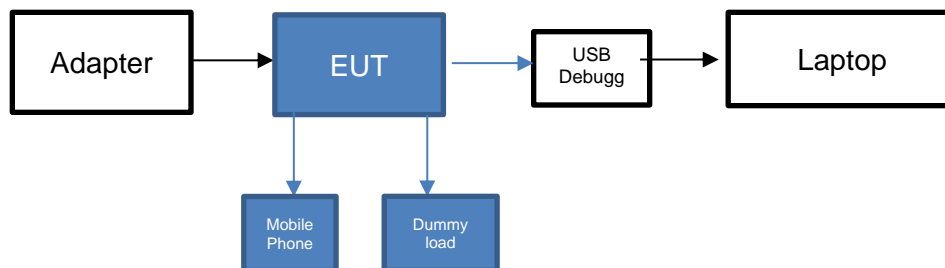 Adapter
EUT
USB
Debugg
Laptop
Mobile
Phone
Dummy
load